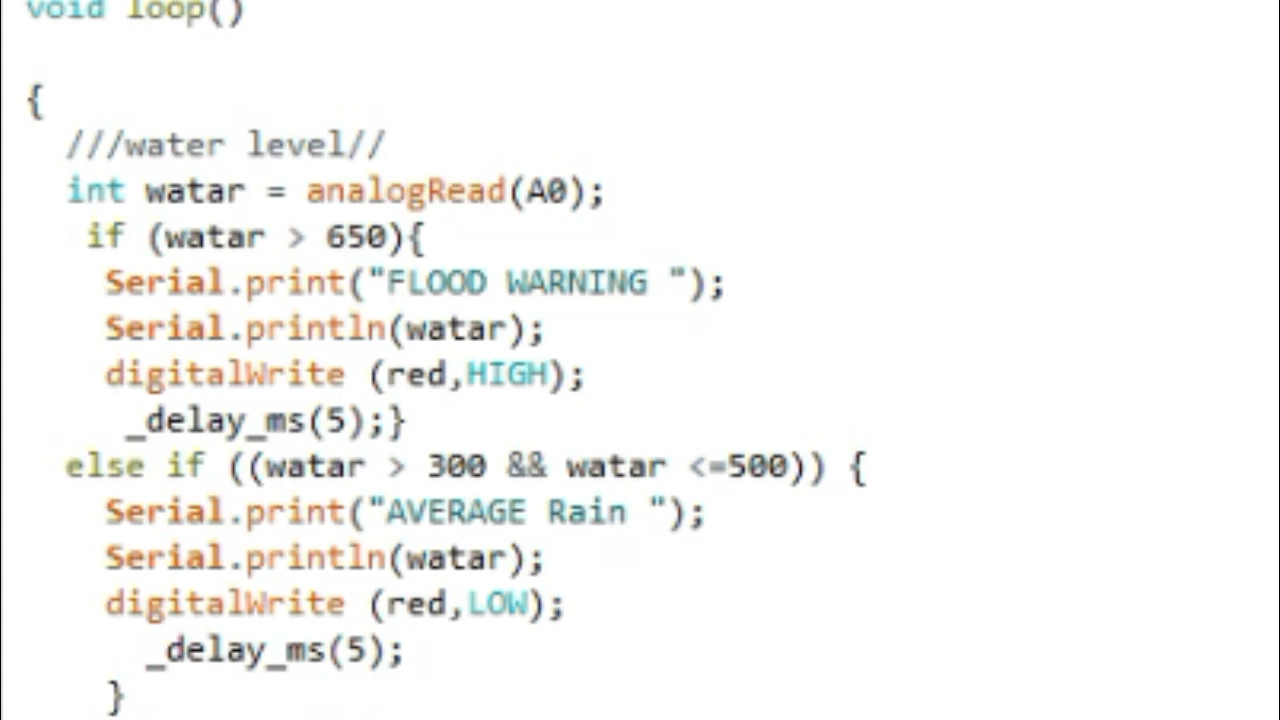 void loop()
{
///water level//
int watar = analogRead(A0);
if (watar > 650){
Serial.print("FLOOD WARNING ");
Serial.println(watar);
digitalWrite (red,HIGH);
_delay_ms(5);}
else if ((watar > 300 && watar <=500)) {
Serial.print("AVERAGE Rain ");
Serial.println(watar);
digitalWrite (red,LOW);
_delay_ms(5);
}